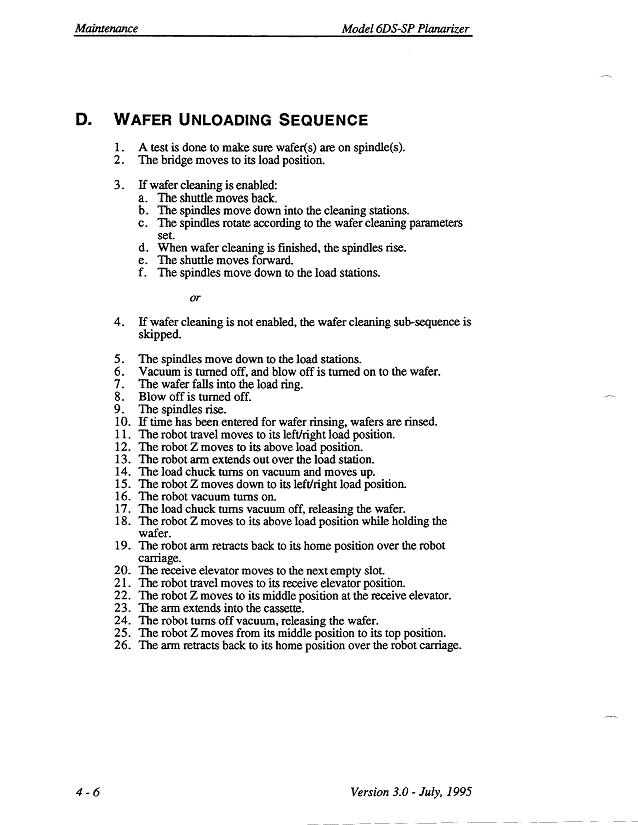 Maintenance Model 6DS-SP Planarizer
D. WAFER UNLOADING SEQUENCE
1. A test is done to make sure wafer(s) are on spindle(s).
2. The bridge moves to its load position.
3. If wafer cleaning is enabled:
a. The shuttle moves back.
b. The spindles move down into the cleaning stations.
c. The spindles rotate according to the wafer cleaning parameters
set.
d. When wafer cleaning is finished, the spindles rise.
e. The shuttle moves forward.
f. The spindles move down to the load stations.
or
4. If wafer cleaning is not enabled, the wafer cleaning sub-sequence is
skipped.
5. The spindles move down to the load stations.
6. Vacuum is turned off, and blow off is turned on to the wafer.
7. The wafer falls into the load ring.
8. Blow off is turned off.
9. The spindles rise.
10. If time has been entered for wafer rinsing, wafers are rinsed.
11. The robot travel moves to its left/right load position.
12. The robot Z moves to its above load position.
13. The robot arm extends out over the load station.
14. The load chuck turns on vacuum and moves up.
15. The robot Z moves down to its left/right load position.
16. The robot vacuum turns on.
17. The load chuck turns vacuum off, releasing the wafer.
18. The robot Z moves to its above load position while holding the
wafer.
19. The robot arm retracts back to its home position over the robot
carriage.
20. The receive elevator moves to the next empty slot.
21. The robot travel moves to its receive elevator position.
22. The robot Z moves to its middle position at the receive elevator.
23. The arm extends into the cassette.
24. The robot turns off vacuum, releasing the wafer.
25. The robot Z moves from its middle position to its top position.
26. The arm retracts back to its home position over the robot carriage.
4 - 6 Version 3.0 - July, 1995